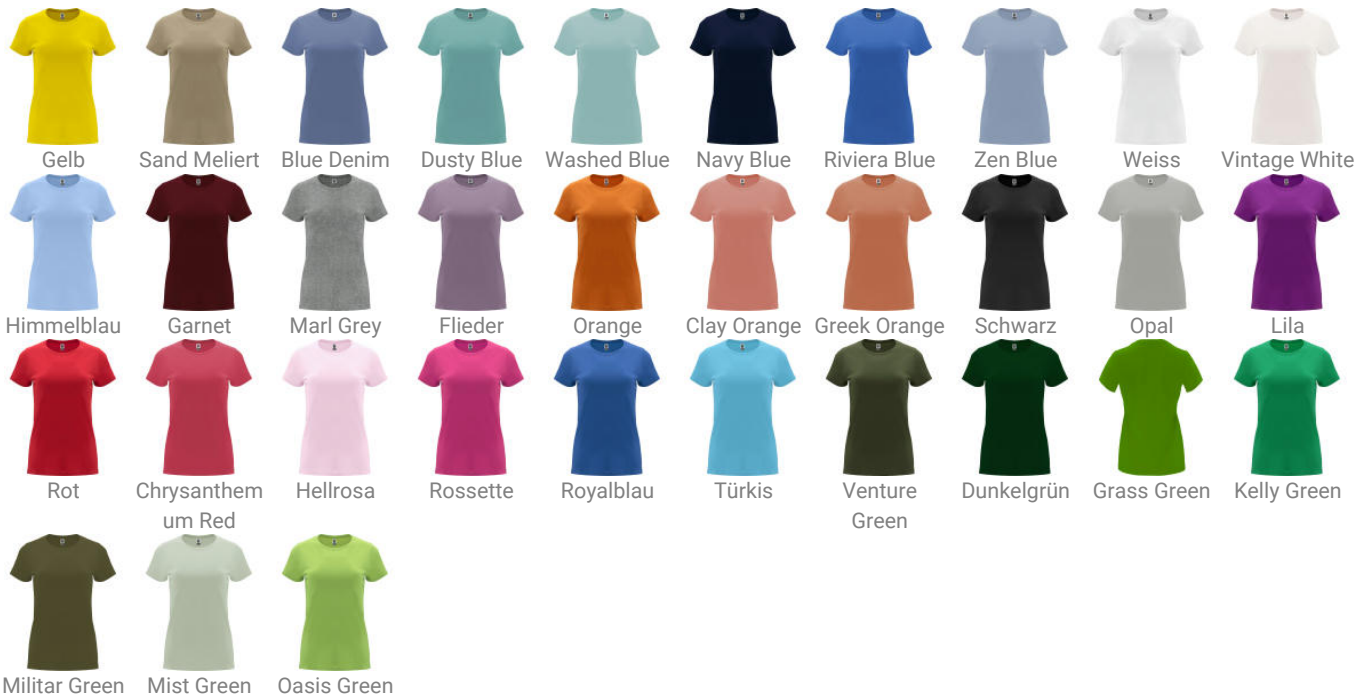 Gelb
Sand Meliert
Blue Denim
Dusty Blue
Washed Blue
Navy Blue
Riviera Blue
Zen Blue
Weiss
Vintage White
Himmelblau
Garnet
Marl Grey
Flieder
Orange
Clay Orange
Greek Orange
Schwarz
Opal
Lila
Rot
Chrysanthem
um Red
Hellrosa
Rossette
Royalblau
Türkis
Venture
Green
Dunkelgrün
Grass Green
Kelly Green
Militar Green
Mist Green
Oasis Green